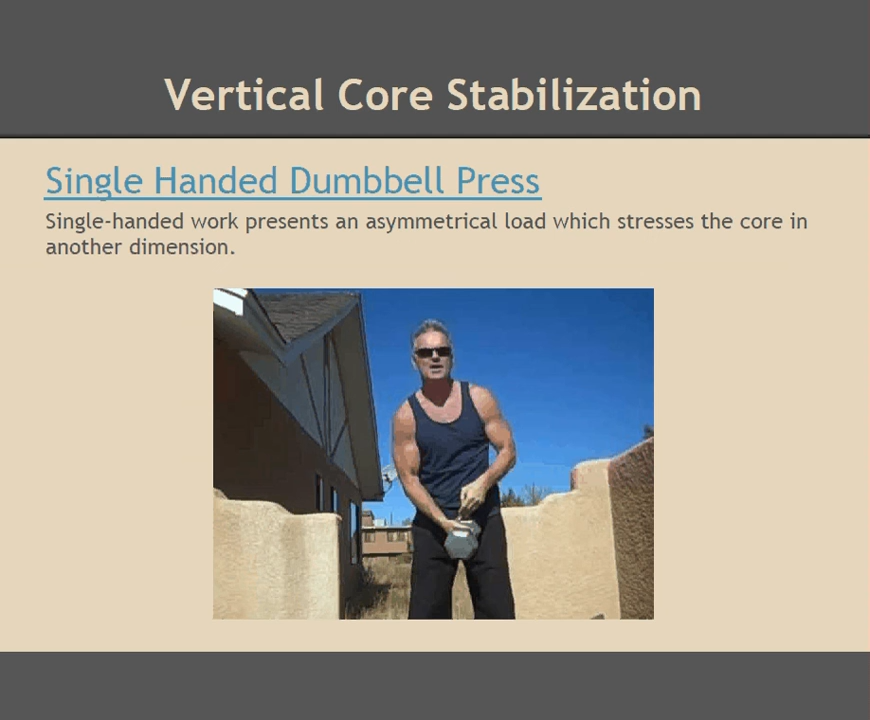 Vertical Core Stabilization
Single Handed Dumbbell Press
Single-handed work presents an asymmetrical load which stresses the core in
another dimension.